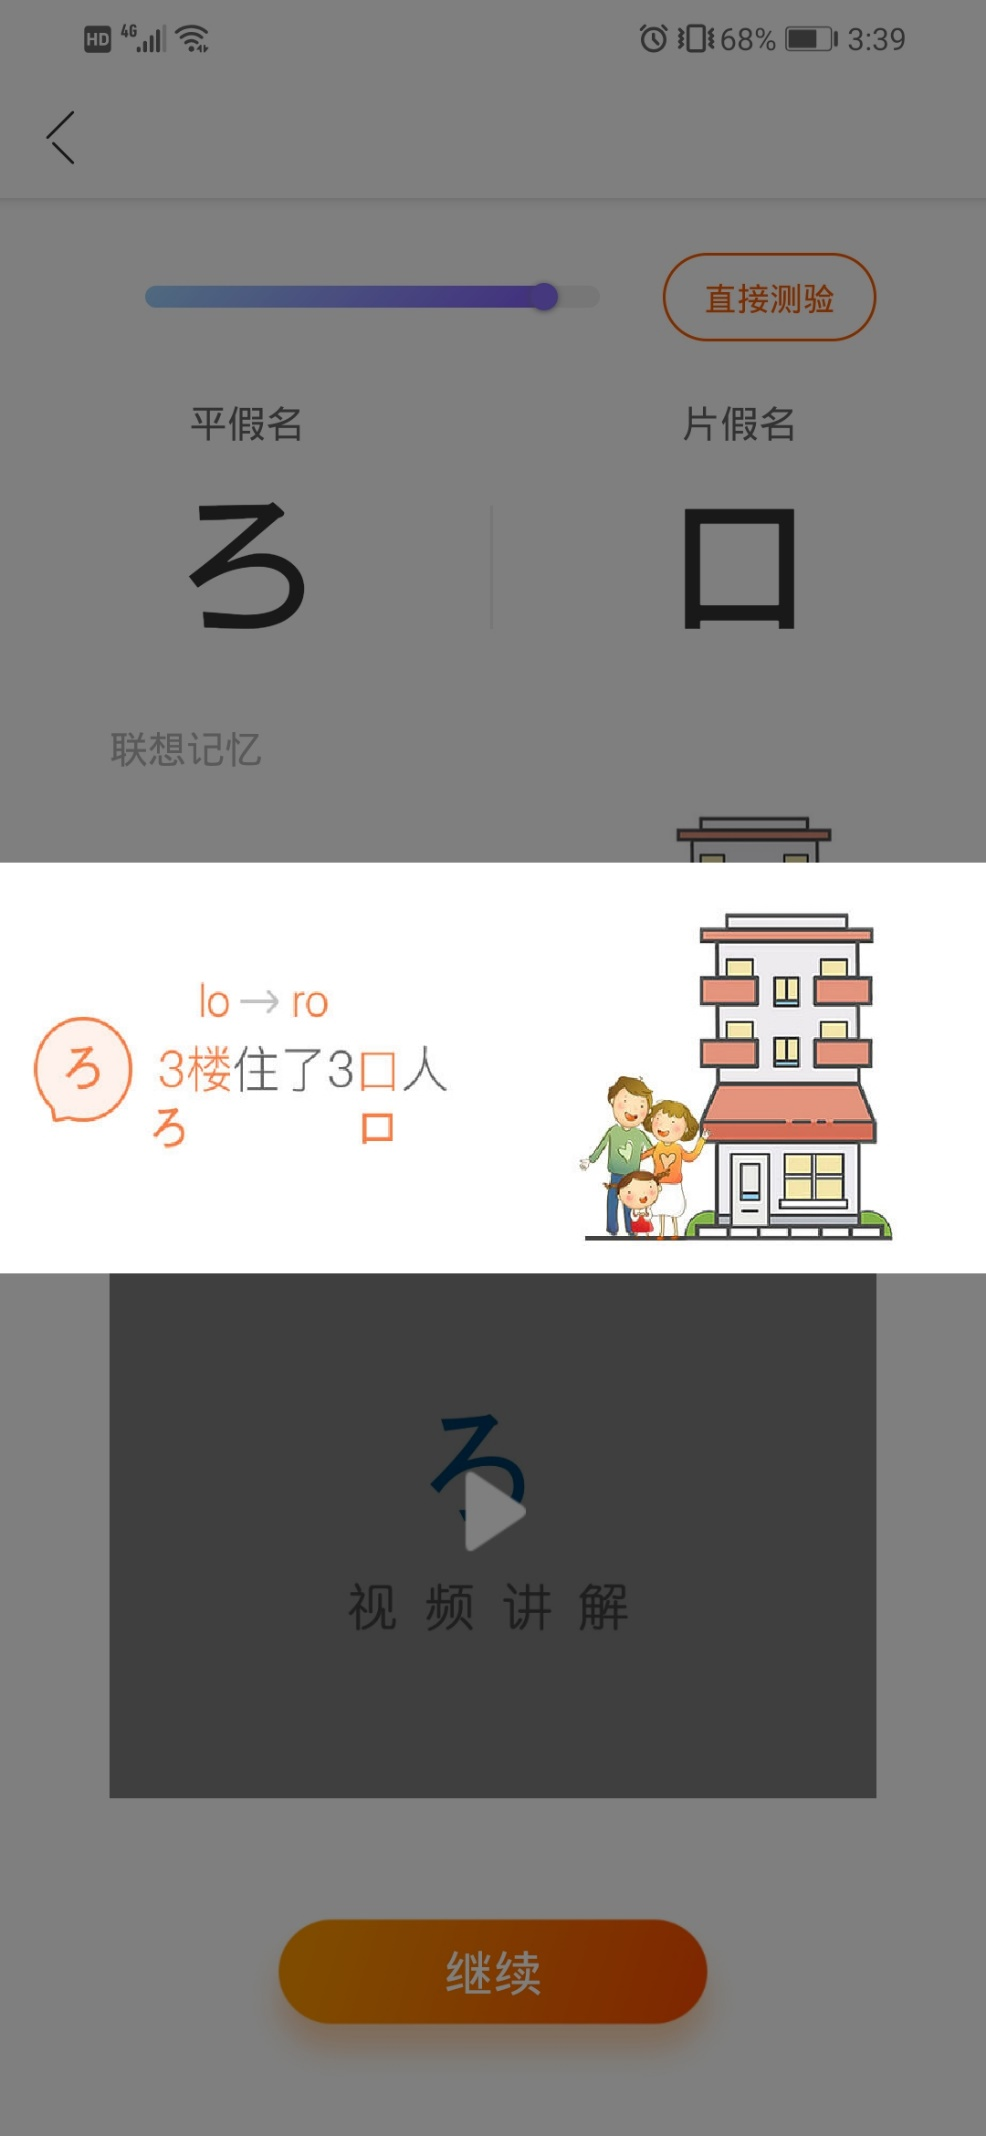 HD 4G 68% 3:39
直接测验
平假名 片假名
ろ ロ
联想记忆
lo→ro
ろ 3楼住了3口人
ろ ロ
ろ
视频讲解
继续